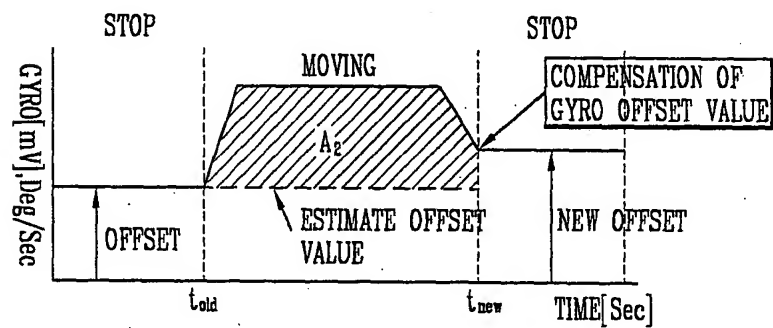 STOP
STOP
MOVING
COMPENSATION OF
GYRO OFFSET VALUE
GYRO[mV],Deg/Sec
A2
OFFSET
ESTIMATE OFFSET
VALUE
NEW OFFSET
told
tnew
TIME[Sec]